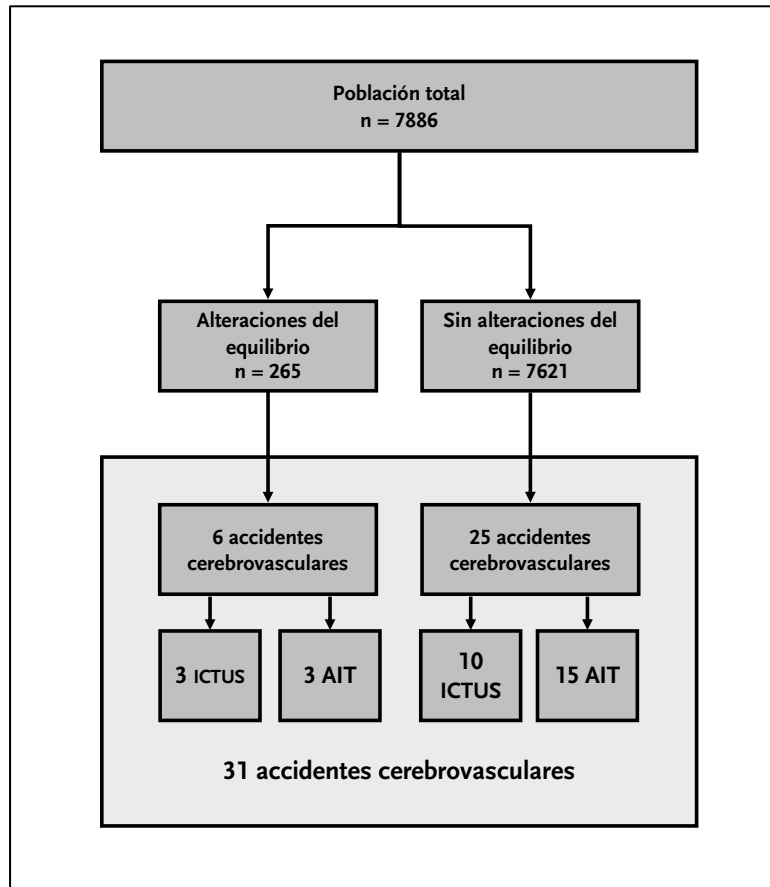 Población total
n = 7886
Alteraciones del
equilibrio
n = 265
Sin alteraciones del
equilibrio
n = 7621
6 accidentes
cerebrovasculares
25 accidentes
cerebrovasculares
3 ICTUS
3 AIT
10
ICTUS
15 AIT
31 accidentes cerebrovasculares